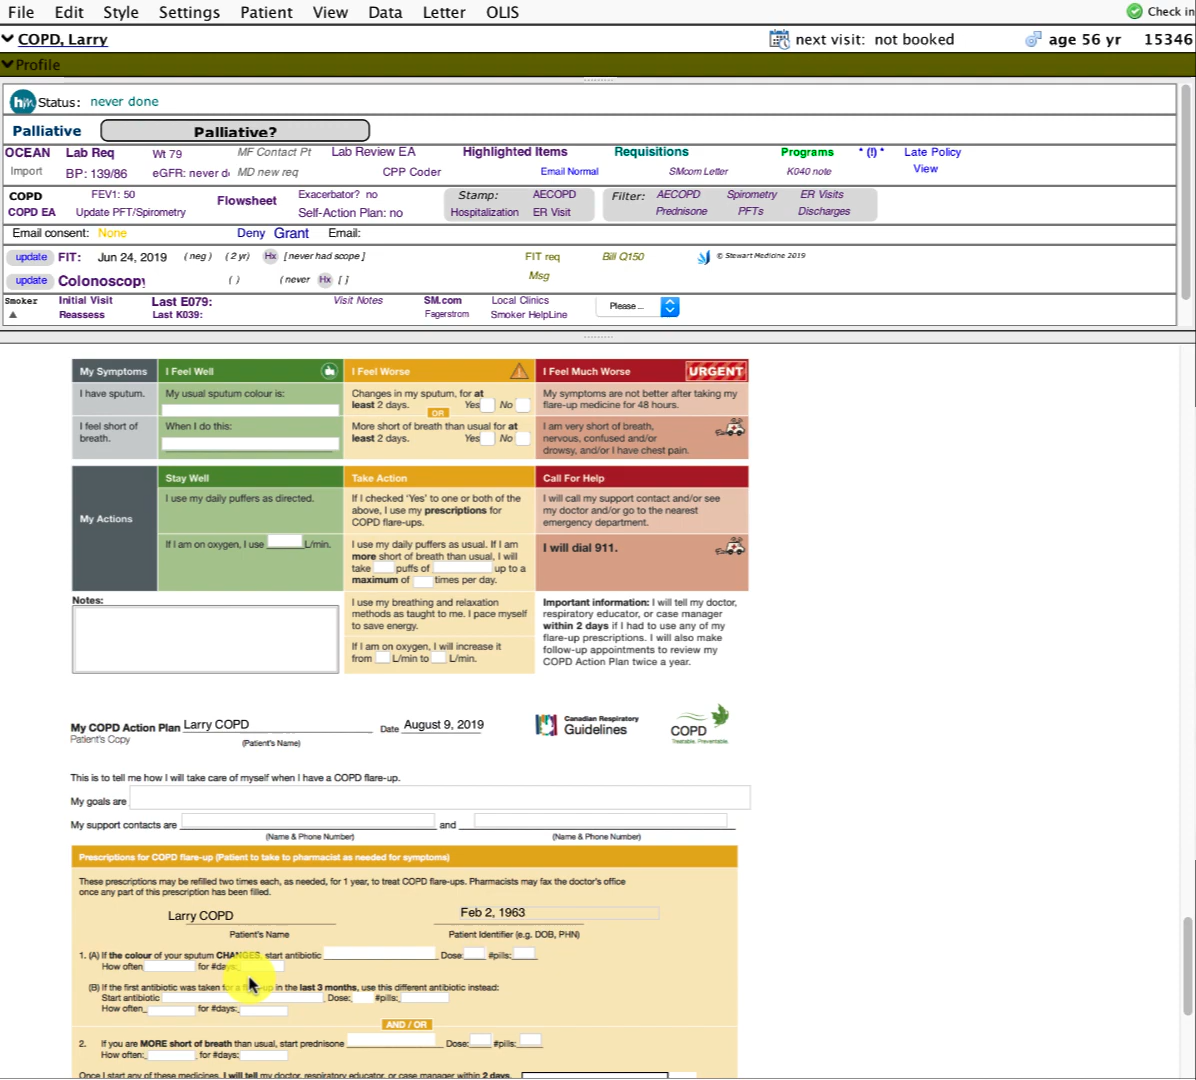 File Edit Style Settings Patient View Data Letter OLIS Check in
COPD, Larry next visit: not booked age 56 yr 15346
Profile
hm Status: never done
Palliative Palliative?
OCEAN Lab Req Wt 79 MF Contact Pt Lab Review EA Highlighted Items Requisitions Programs * (!) * Late Policy
Import BP: 139/86 eGFR: never d MD new req CPP Coder Email Normal SMcom Letter K040 note View
COPD FEV1: 50 Flowsheet Exacerbator? no Stamp: AECOPD Filter: AECOPD Spirometry ER Visits
COPD EA Update PFT/Spirometry Self-Action Plan: no Hospitalization ER Visit Prednisone PFTs Discharges
Email consent: None Deny Grant Email:
update FIT: Jun 24, 2019 (neg) (2 yr) Hx [never had scope] FIT req Bill Q150 © Stewart Medicine 2019
Msg
update Colonoscopy () (never Hx []
Smoker Initial Visit Last E079: Visit Notes SM.com Local Clinics Please...
▲ Reassess Last K039: Fagerstrom Smoker HelpLine
My Symptoms I Feel Well I Feel Worse I Feel Much Worse URGENT
I have sputum. My usual sputum colour is: Changes in my sputum, for at least 2 days. Yes No My symptoms are not better after taking my flare-up medicine for 48 hours.
OR
I feel short of breath. When I do this: More short of breath than usual for at least 2 days. Yes No I am very short of breath, nervous, confused and/or drowsy, and/or I have chest pain.
My Actions Stay Well Take Action Call For Help
I use my daily puffers as directed. If I checked 'Yes' to one or both of the above, I use my prescriptions for COPD flare-ups. I will call my support contact and/or see my doctor and/or go to the nearest emergency department.
If I am on oxygen, I use L/min. I use my daily puffers as usual. If I am more short of breath than usual, I will take puffs of up to a maximum of times per day. I will dial 911.
Notes: I use my breathing and relaxation methods as taught to me. I pace myself to save energy.
If I am on oxygen, I will increase it from L/min to L/min.
Important information: I will tell my doctor, respiratory educator, or case manager within 2 days if I had to use any of my flare-up prescriptions. I will also make follow-up appointments to review my COPD Action Plan twice a year.
My COPD Action Plan Larry COPD Date August 9, 2019 Canadian Respiratory Guidelines COPD Treatable. Preventable.
Patient's Copy (Patient's Name)
This is to tell me how I will take care of myself when I have a COPD flare-up.
My goals are
My support contacts are and
(Name & Phone Number) (Name & Phone Number)
Prescriptions for COPD flare-up (Patient to take to pharmacist as needed for symptoms)
These prescriptions may be refilled two times each, as needed, for 1 year, to treat COPD flare-ups. Pharmacists may fax the doctor's office
once any part of this prescription has been filled.
Larry COPD Feb 2, 1963
Patient's Name Patient Identifier (e.g. DOB, PHN)
1. (A) If the colour of your sputum CHANGES, start antibiotic Dose: #pills:
How often for #days:
(B) If the first antibiotic was taken for a flare-up in the last 3 months, use this different antibiotic instead:
Start antibiotic Dose: #pills:
How often: for #days:
AND / OR
2. If you are MORE short of breath than usual, start prednisone Dose: #pills:
How often: for #days:
Once I start any of these medicines, I will tell my doctor, respiratory educator, or case manager within 2 days.